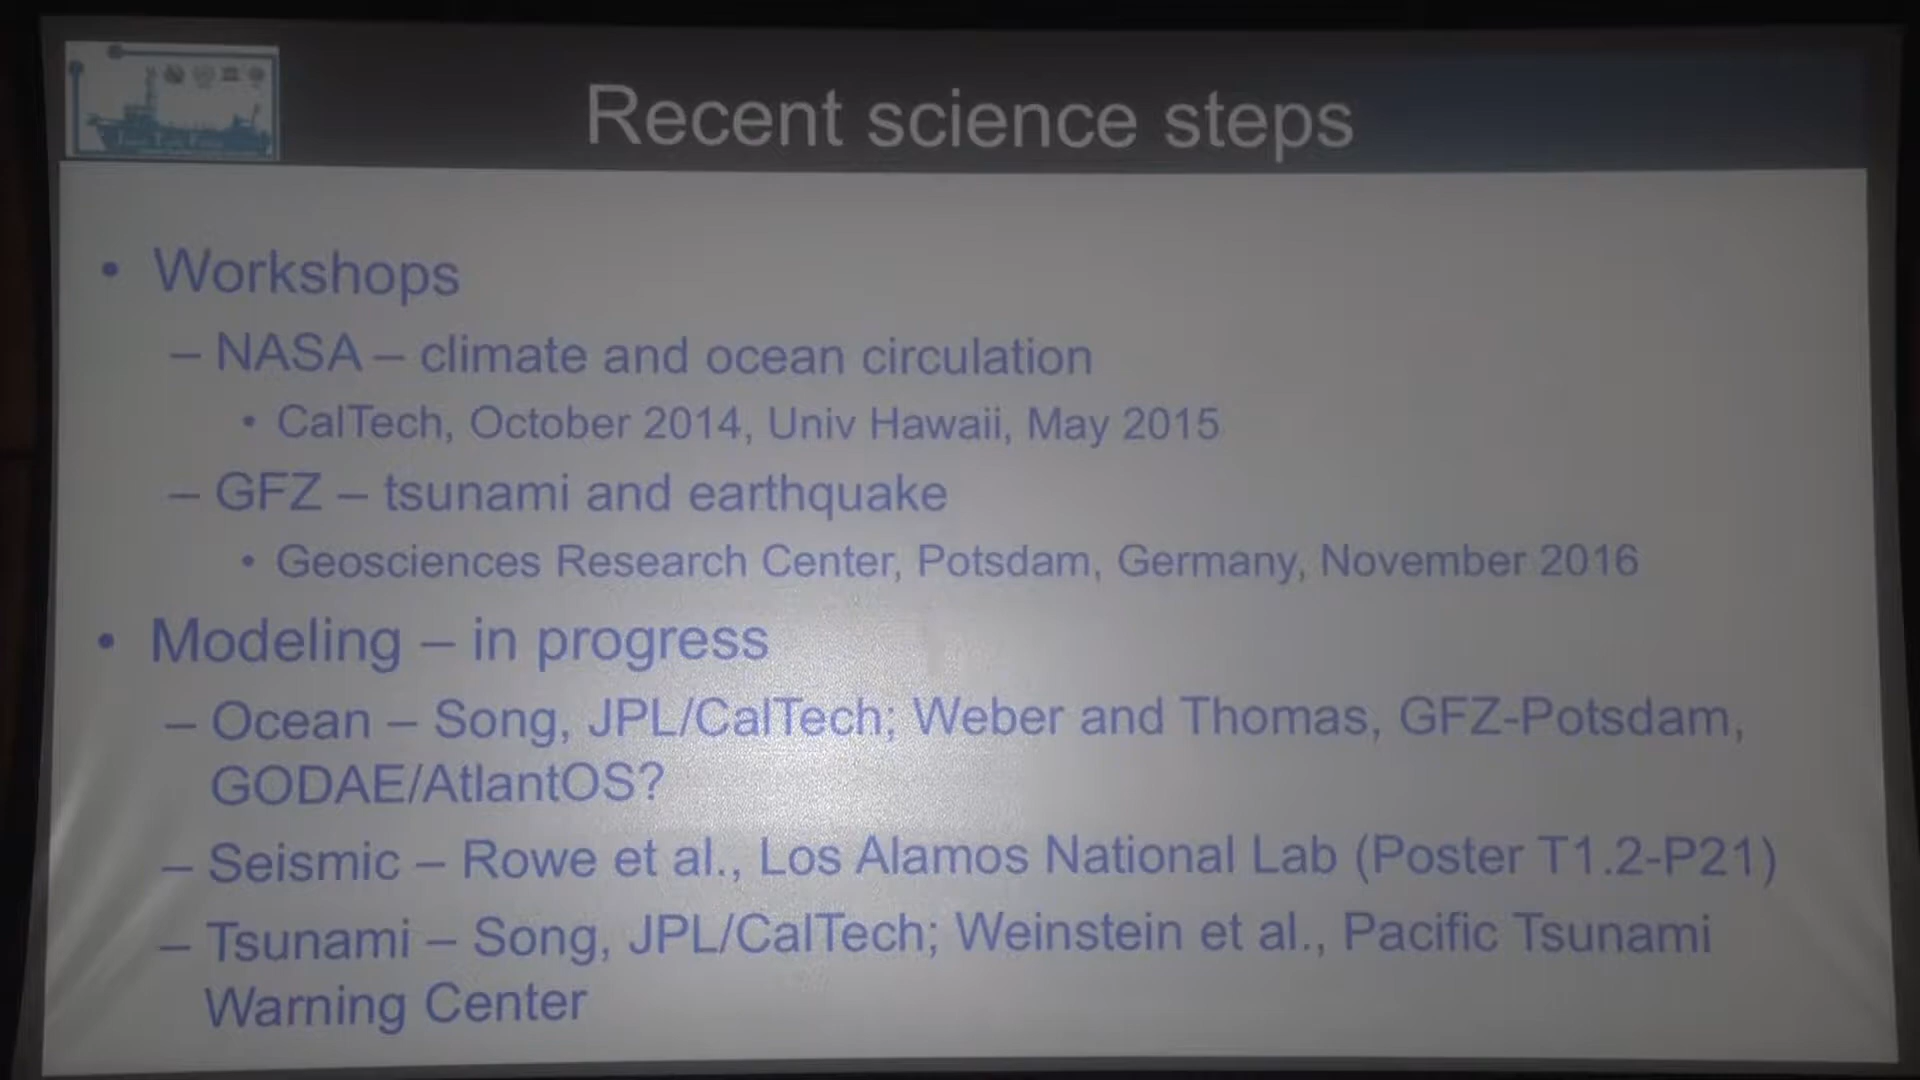 Recent science steps
• Workshops
– NASA – climate and ocean circulation
• CalTech, October 2014, Univ Hawaii, May 2015
– GFZ – tsunami and earthquake
• Geosciences Research Center, Potsdam, Germany, November 2016
• Modeling – in progress
– Ocean – Song, JPL/CalTech; Weber and Thomas, GFZ-Potsdam,
GODAE/AtlantOS?
– Seismic – Rowe et al., Los Alamos National Lab (Poster T1.2-P21)
– Tsunami – Song, JPL/CalTech; Weinstein et al., Pacific Tsunami
Warning Center